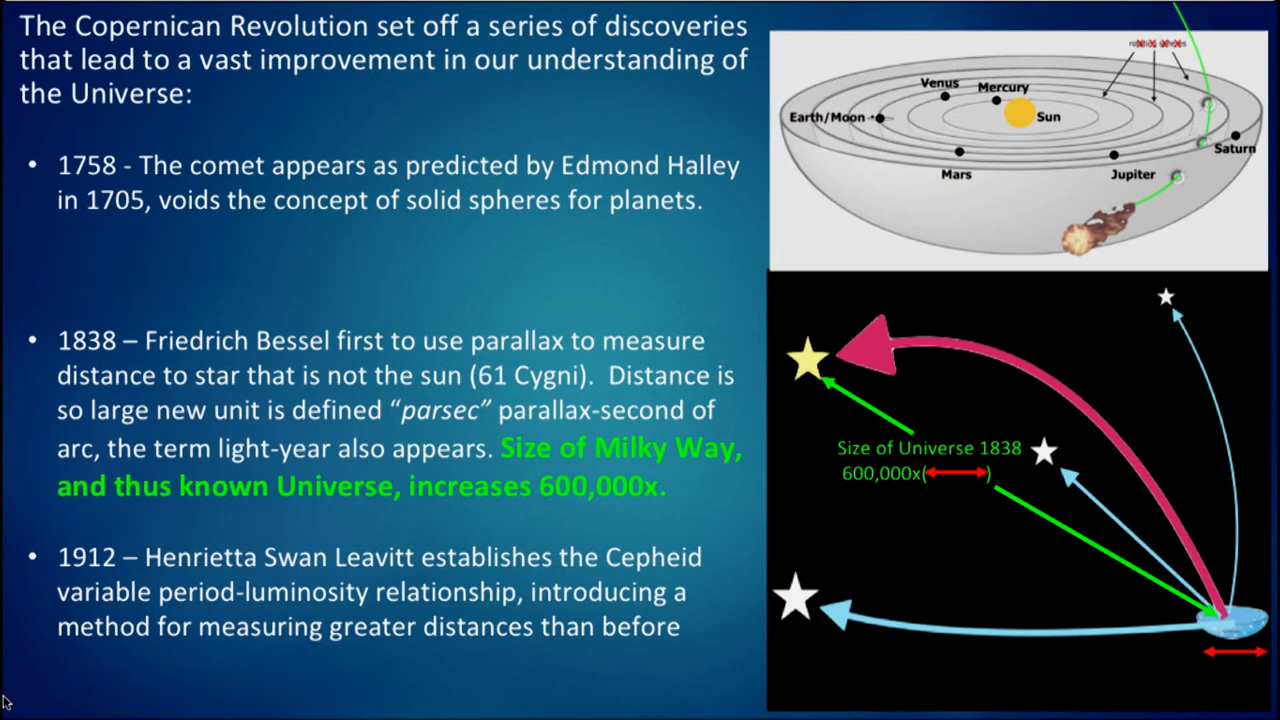 The Copernican Revolution set off a series of discoveries
that lead to a vast improvement in our understanding of
the Universe:
• 1758 - The comet appears as predicted by Edmond Halley
in 1705, voids the concept of solid spheres for planets.
• 1838 – Friedrich Bessel first to use parallax to measure
distance to star that is not the sun (61 Cygni). Distance is
so large new unit is defined "parsec" parallax-second of
arc, the term light-year also appears. Size of Milky Way,
and thus known Universe, increases 600,000x.
• 1912 – Henrietta Swan Leavitt establishes the Cepheid
variable period-luminosity relationship, introducing a
method for measuring greater distances than before
Venus
Mercury
Earth/Moon
Sun
Saturn
Mars
Jupiter
Size of Universe 1838
600,000x( )